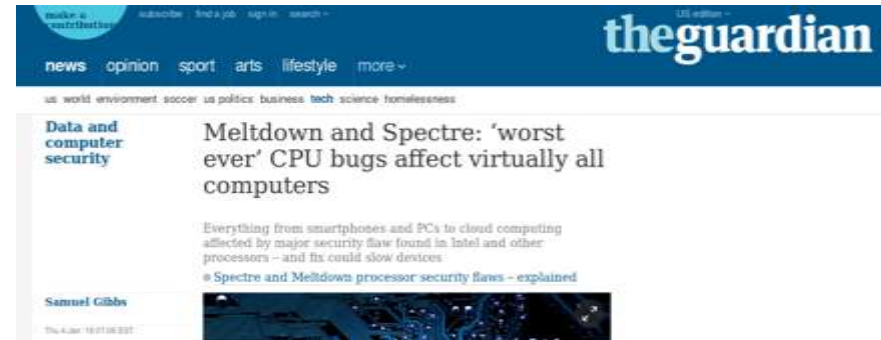 make a
contribution
subscribe find a job sign in search
US edition
theguardian
news opinion sport arts lifestyle more
us world environment soccer us politics business tech science homelessness
Data and
computer
security
Meltdown and Spectre: ‘worst
ever’ CPU bugs affect virtually all
computers
Everything from smartphones and PCs to cloud computing
affected by major security flaw found in Intel and other
processors – and fix could slow devices
Spectre and Meltdown processor security flaws – explained
Samuel Gibbs